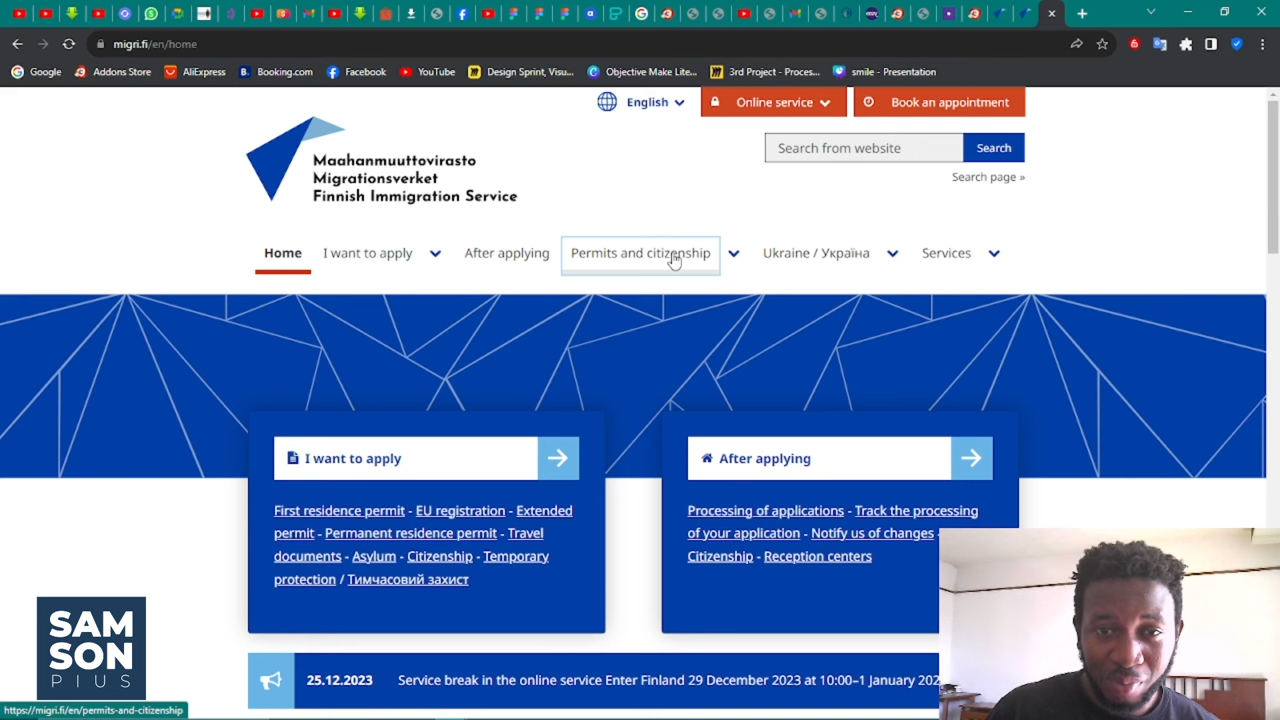 migri.fi/en/home
Google Addons Store AliExpress Booking.com Facebook YouTube Design Sprint, Visu... Objective Make Lite... 3rd Project - Proces... smile - Presentation
English Online service Book an appointment
Search from website Search
Search page »
Maahanmuuttovirasto
Migrationsverket
Finnish Immigration Service
Home I want to apply After applying Permits and citizenship Ukraine / Україна Services
I want to apply
First residence permit - EU registration - Extended
permit - Permanent residence permit - Travel
documents - Asylum - Citizenship - Temporary
protection / Тимчасовий захист
After applying
Processing of applications - Track the processing
of your application - Notify us of changes -
Citizenship - Reception centers
25.12.2023 Service break in the online service Enter Finland 29 December 2023 at 10:00–1 January 202
SAM
SON
PIUS
https://migri.fi/en/permits-and-citizenship